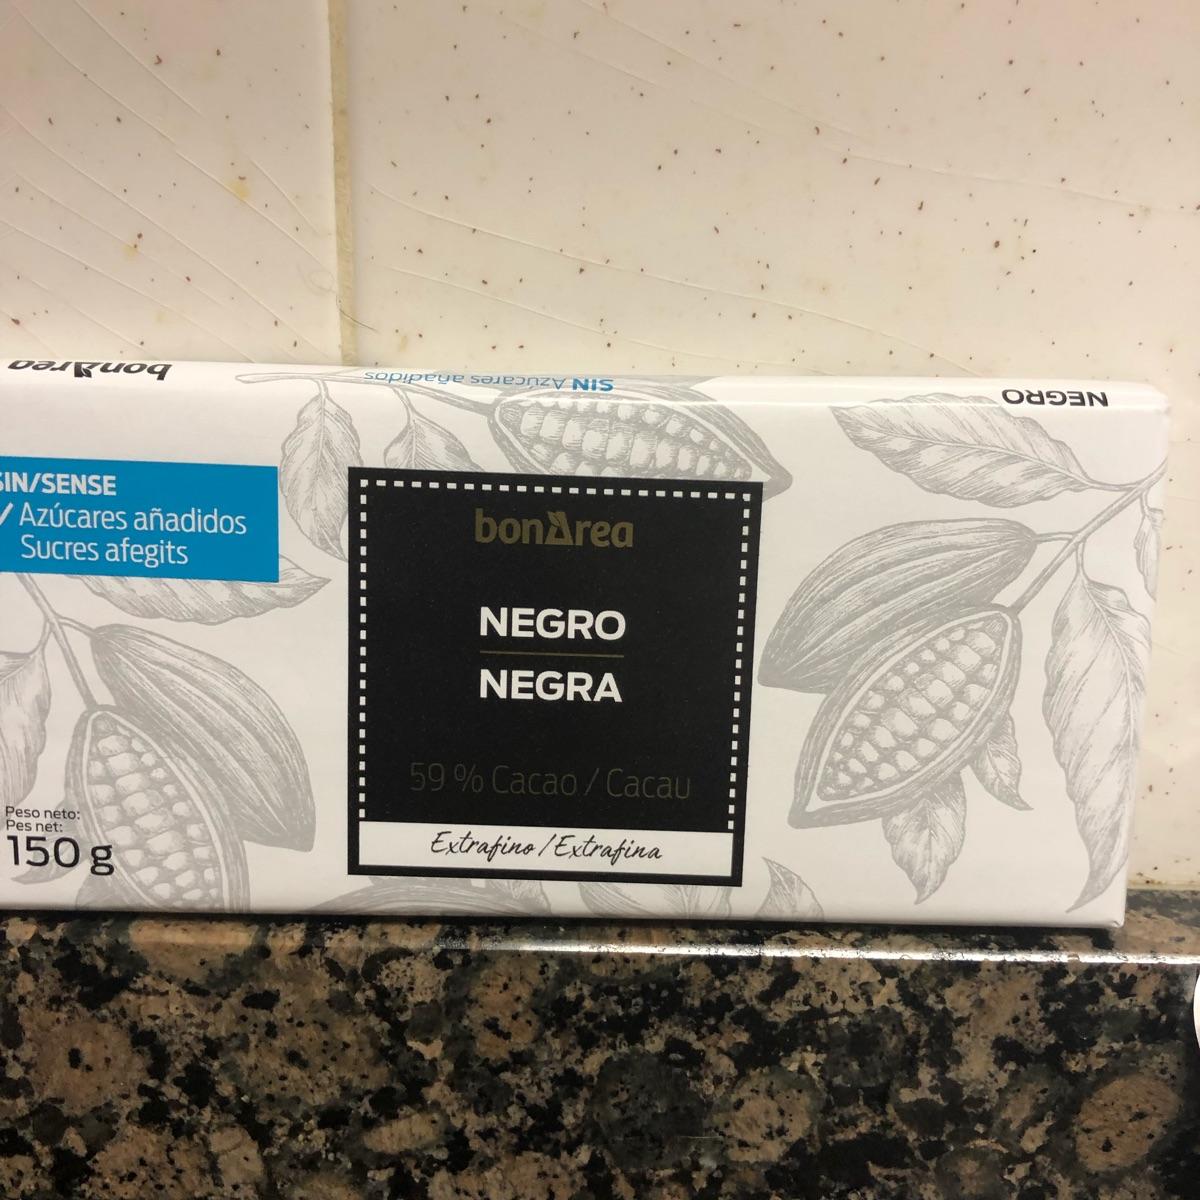 bonÀrea
SIN Azúcares añadidos
NEGRO
SIN/SENSE
Azúcares añadidos
Sucres afegits
bonÀrea
NEGRO
NEGRA
59 % Cacao / Cacau
Extrafino / Extrafina
Peso neto:
Pes net:
150 g